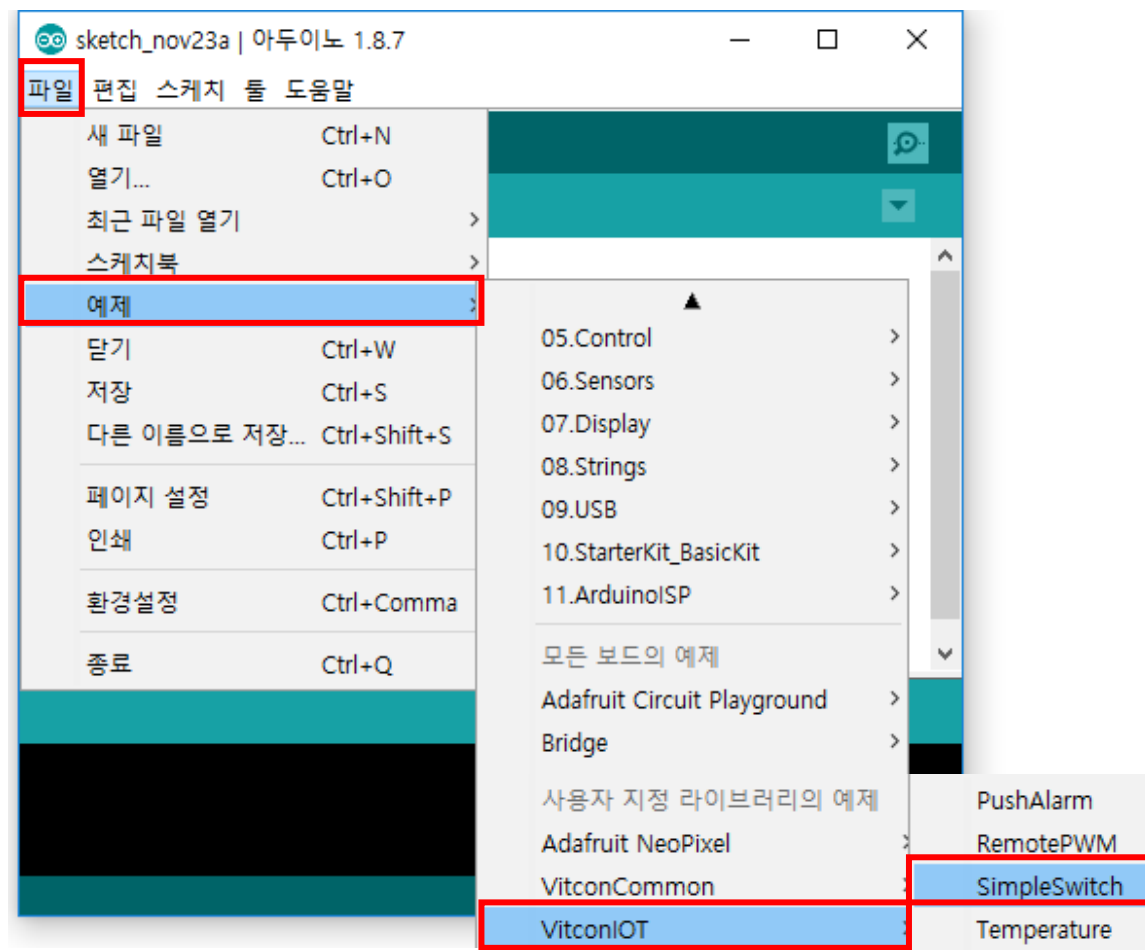 sketch_nov23a | 아두이노 1.8.7
파일 편집 스케치 툴 도움말
새 파일 Ctrl+N
열기... Ctrl+O
최근 파일 열기
스케치북
예제
닫기 Ctrl+W
저장 Ctrl+S
다른 이름으로 저장... Ctrl+Shift+S
페이지 설정 Ctrl+Shift+P
인쇄 Ctrl+P
환경설정 Ctrl+Comma
종료 Ctrl+Q
05.Control
06.Sensors
07.Display
08.Strings
09.USB
10.StarterKit_BasicKit
11.ArduinoISP
모든 보드의 예제
Adafruit Circuit Playground
Bridge
사용자 지정 라이브러리의 예제
Adafruit NeoPixel
VitconCommon
VitconIOT
PushAlarm
RemotePWM
SimpleSwitch
Temperature